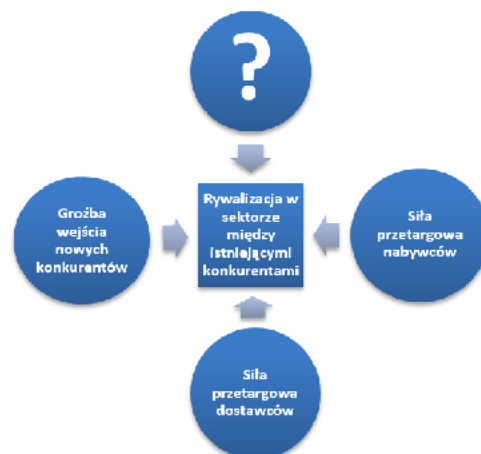 ?
Groźba
wejścia
nowych
konkurentów
Rywalizacja w
sektorze
między
istniejącymi
konkurentami
Siła
przetargowa
nabywców
Siła
przetargowa
dostawców